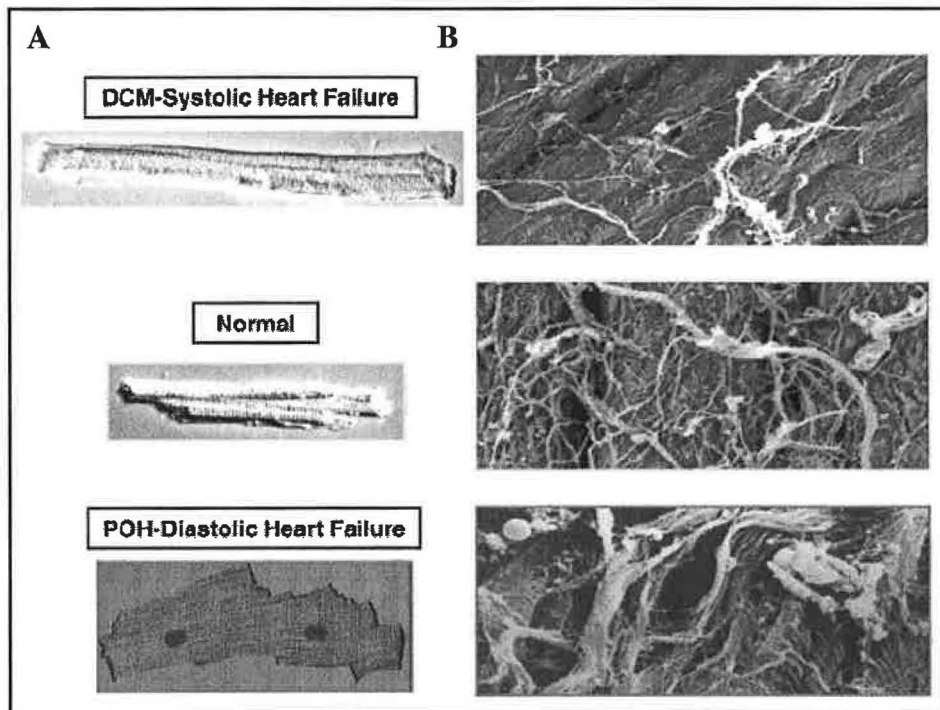 A
B
DCM-Systolic Heart Failure
Normal
POH-Diastolic Heart Failure